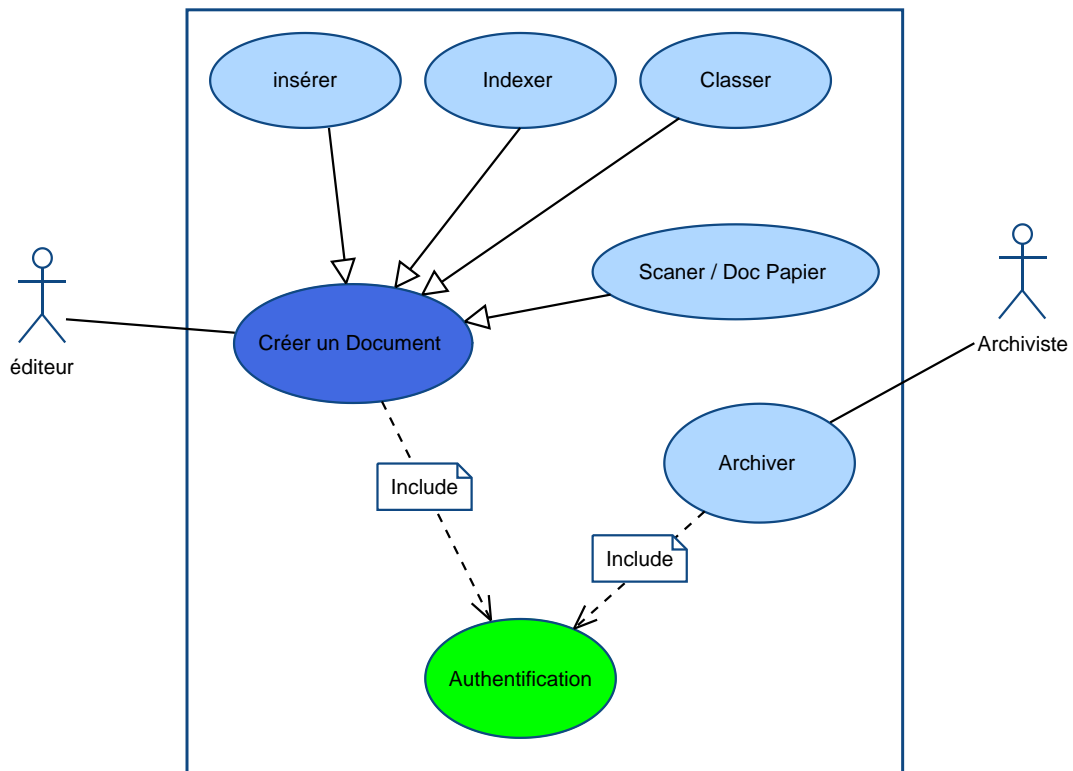 insérer
Indexer
Classer
Scaner / Doc Papier
éditeur
Créer un Document
Archiviste
Archiver
Include
Include
Authentification